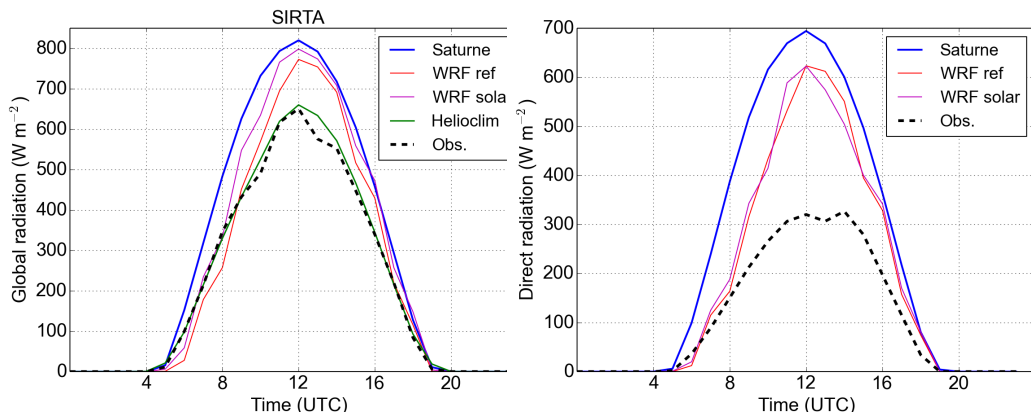 SIRTA
Global radiation (W m⁻²)
800
700
600
500
400
300
200
100
0
4
8
12
16
20
Time (UTC)
Saturne
WRF ref
WRF sola
Helioclim
Obs.
Direct radiation (W m⁻²)
700
600
500
400
300
200
100
0
4
8
12
16
20
Time (UTC)
Saturne
WRF ref
WRF solar
Obs.